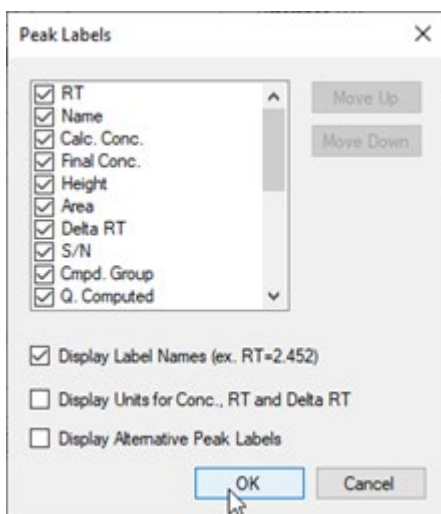 Peak Labels
RT
Name
Calc. Conc.
Final Conc.
Height
Area
Delta RT
S/N
Cmpd. Group
Q. Computed
Move Up
Move Down
Display Label Names (ex. RT=2.452)
Display Units for Conc., RT and Delta RT
Display Alternative Peak Labels
OK
Cancel